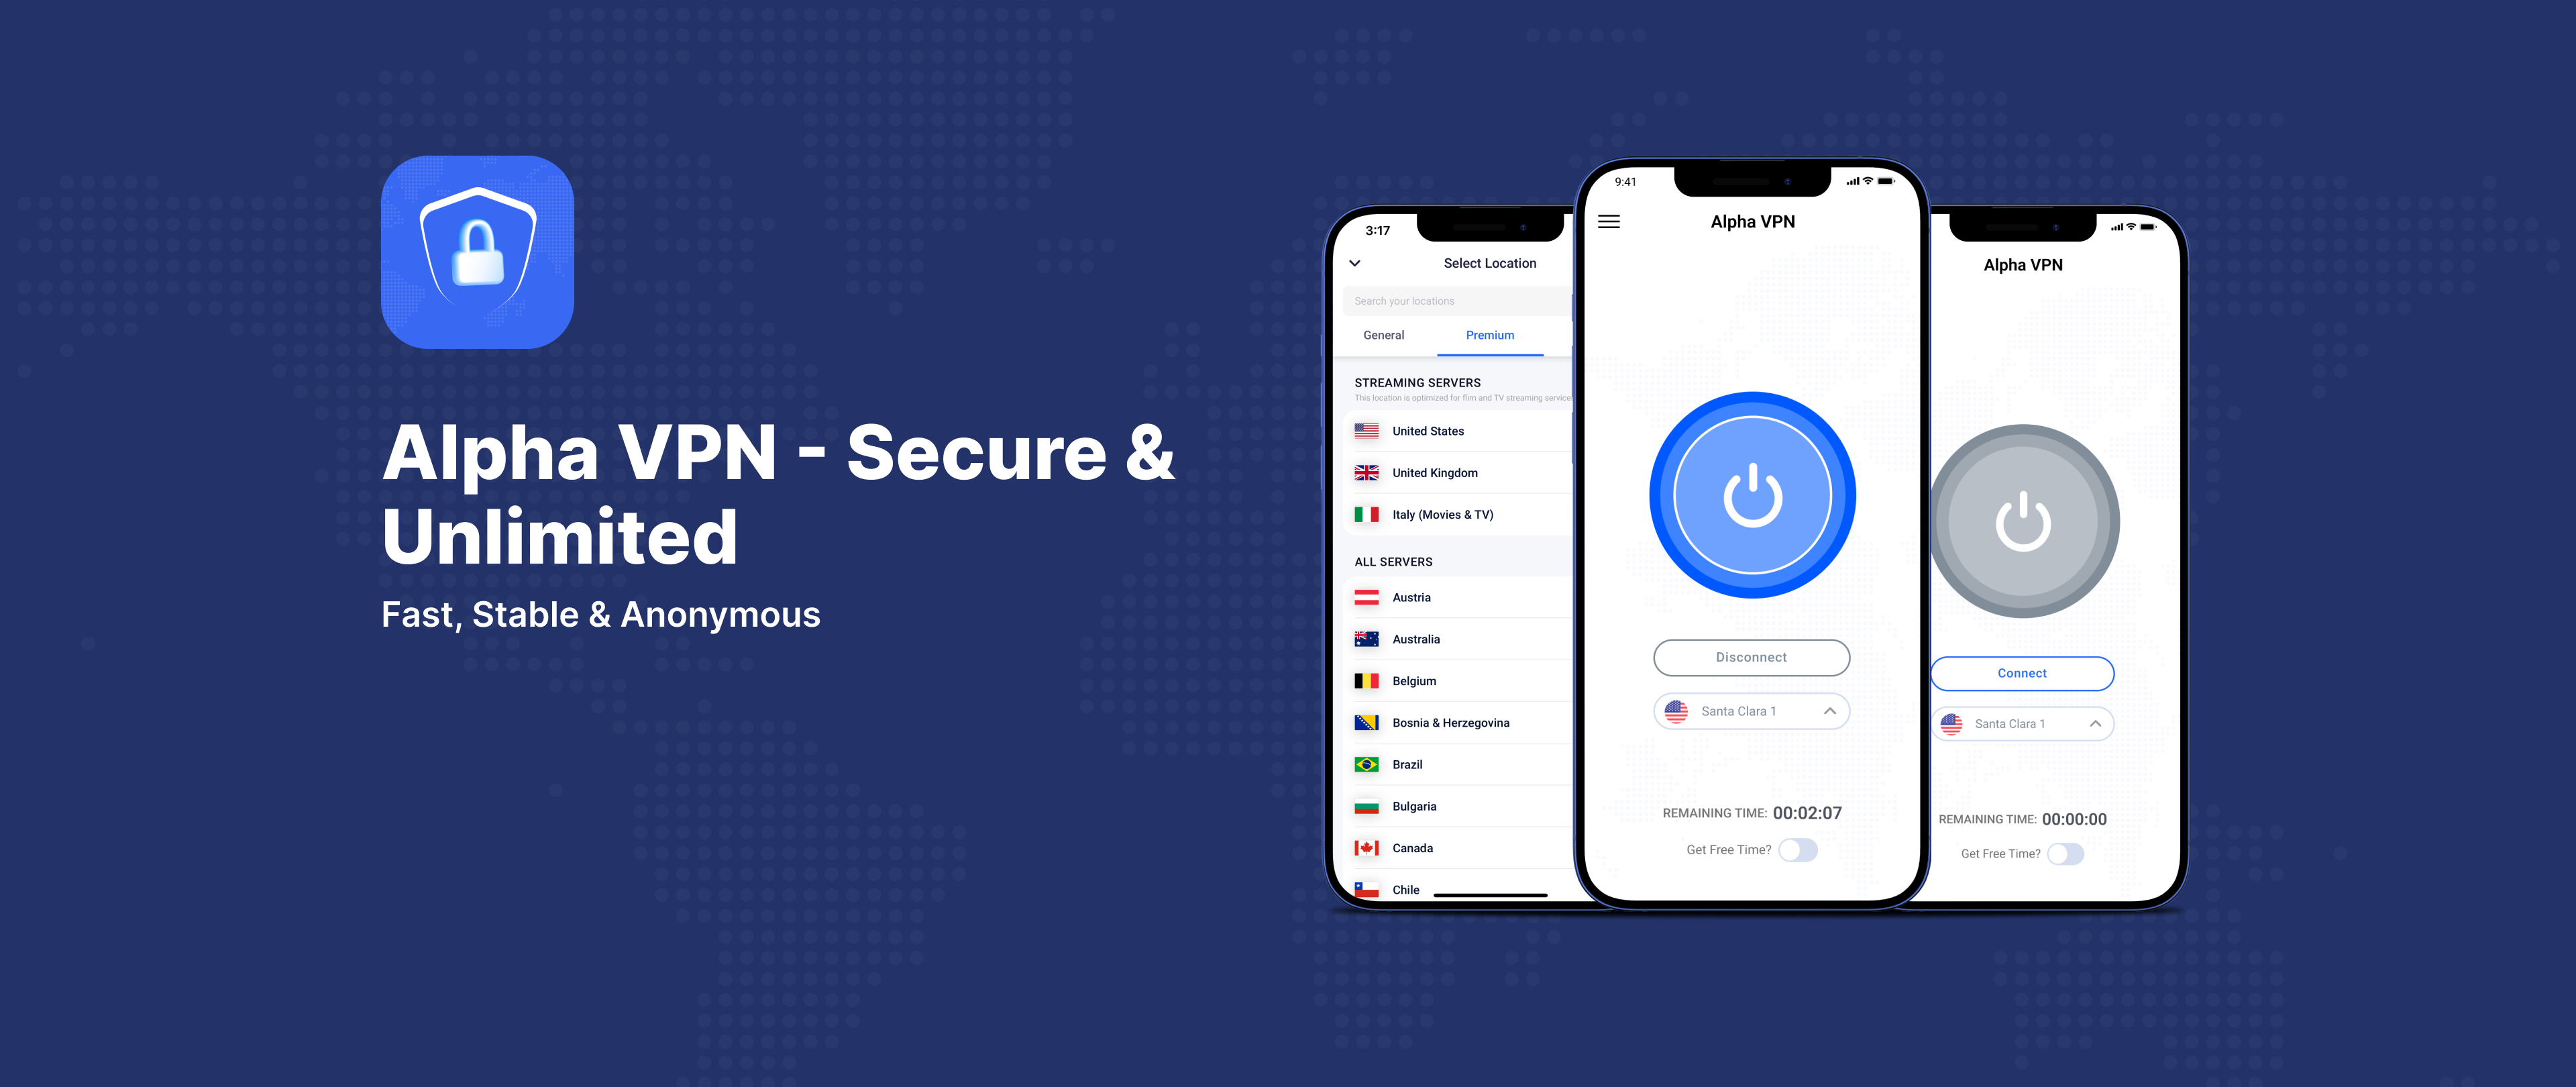 Alpha VPN - Secure &
Unlimited
Fast, Stable & Anonymous
3:17
Select Location
Search your locations
General
Premium
STREAMING SERVERS
This location is optimized for flim and TV streaming service
United States
United Kingdom
Italy (Movies & TV)
ALL SERVERS
Austria
Australia
Belgium
Bosnia & Herzegovina
Brazil
Bulgaria
Canada
Chile
9:41
Alpha VPN
Disconnect
Santa Clara 1
REMAINING TIME: 00:02:07
Get Free Time?
Alpha VPN
Connect
Santa Clara 1
REMAINING TIME: 00:00:00
Get Free Time?